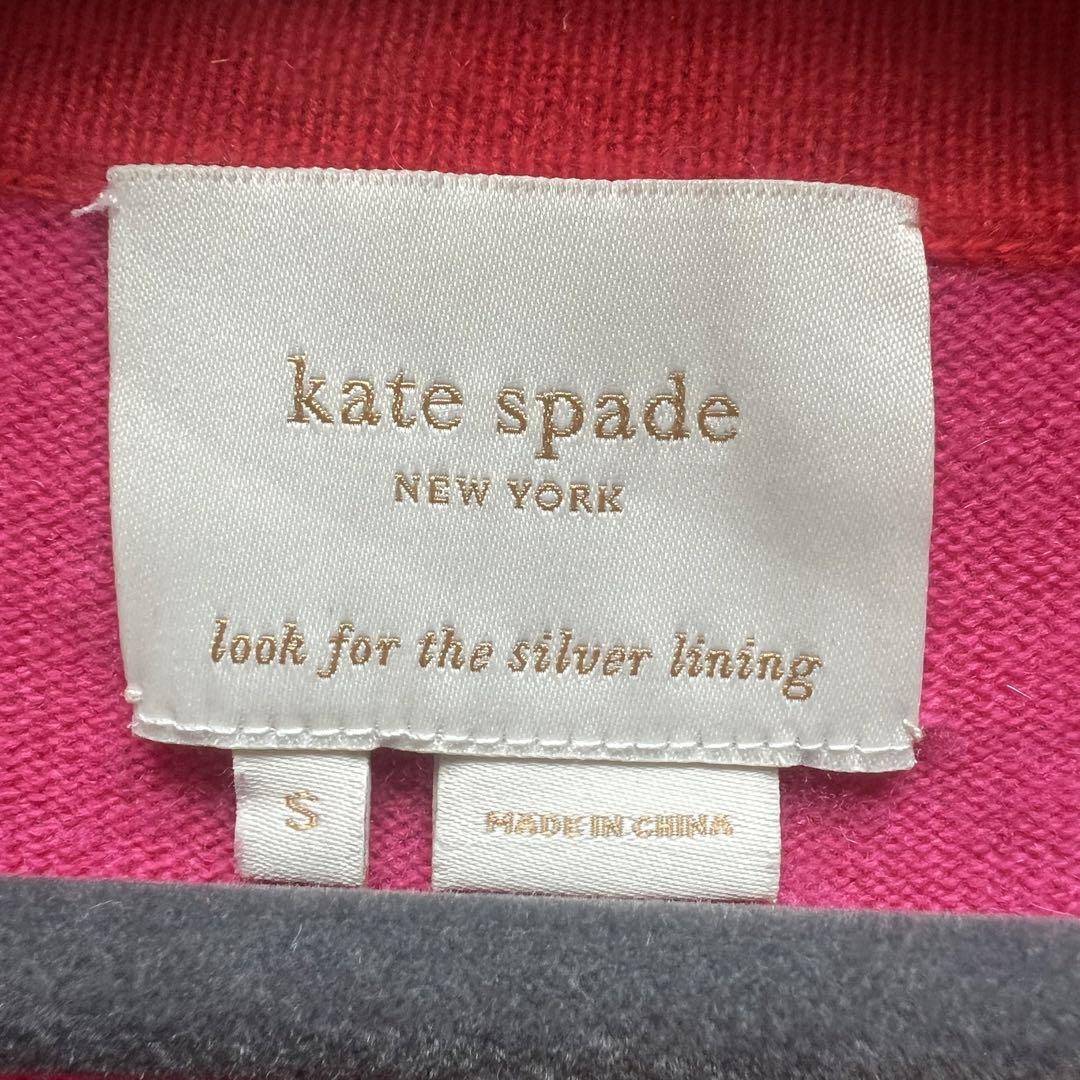 kate spade
NEW YORK
look for the silver lining
S
MADE IN CHINA